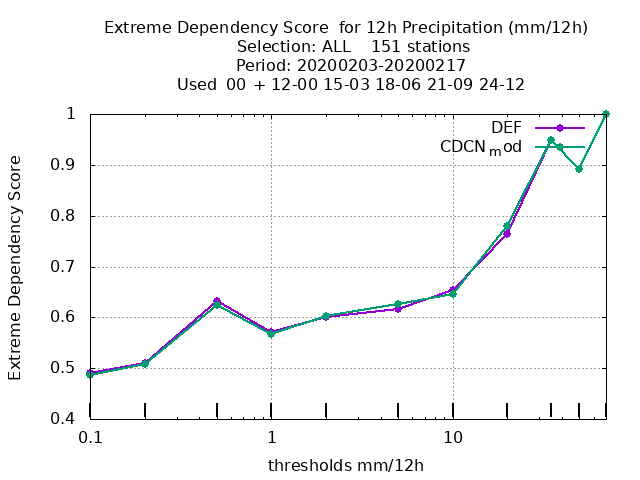 Extreme Dependency Score  for 12h Precipitation (mm/12h)
Selection: ALL    151 stations
Period: 20200203-20200217
Used  00 + 12-00 15-03 18-06 21-09 24-12
DEF
CDCN_mod
1
0.9
0.8
0.7
0.6
0.5
0.4
Extreme Dependency Score
0.1
1
10
thresholds mm/12h